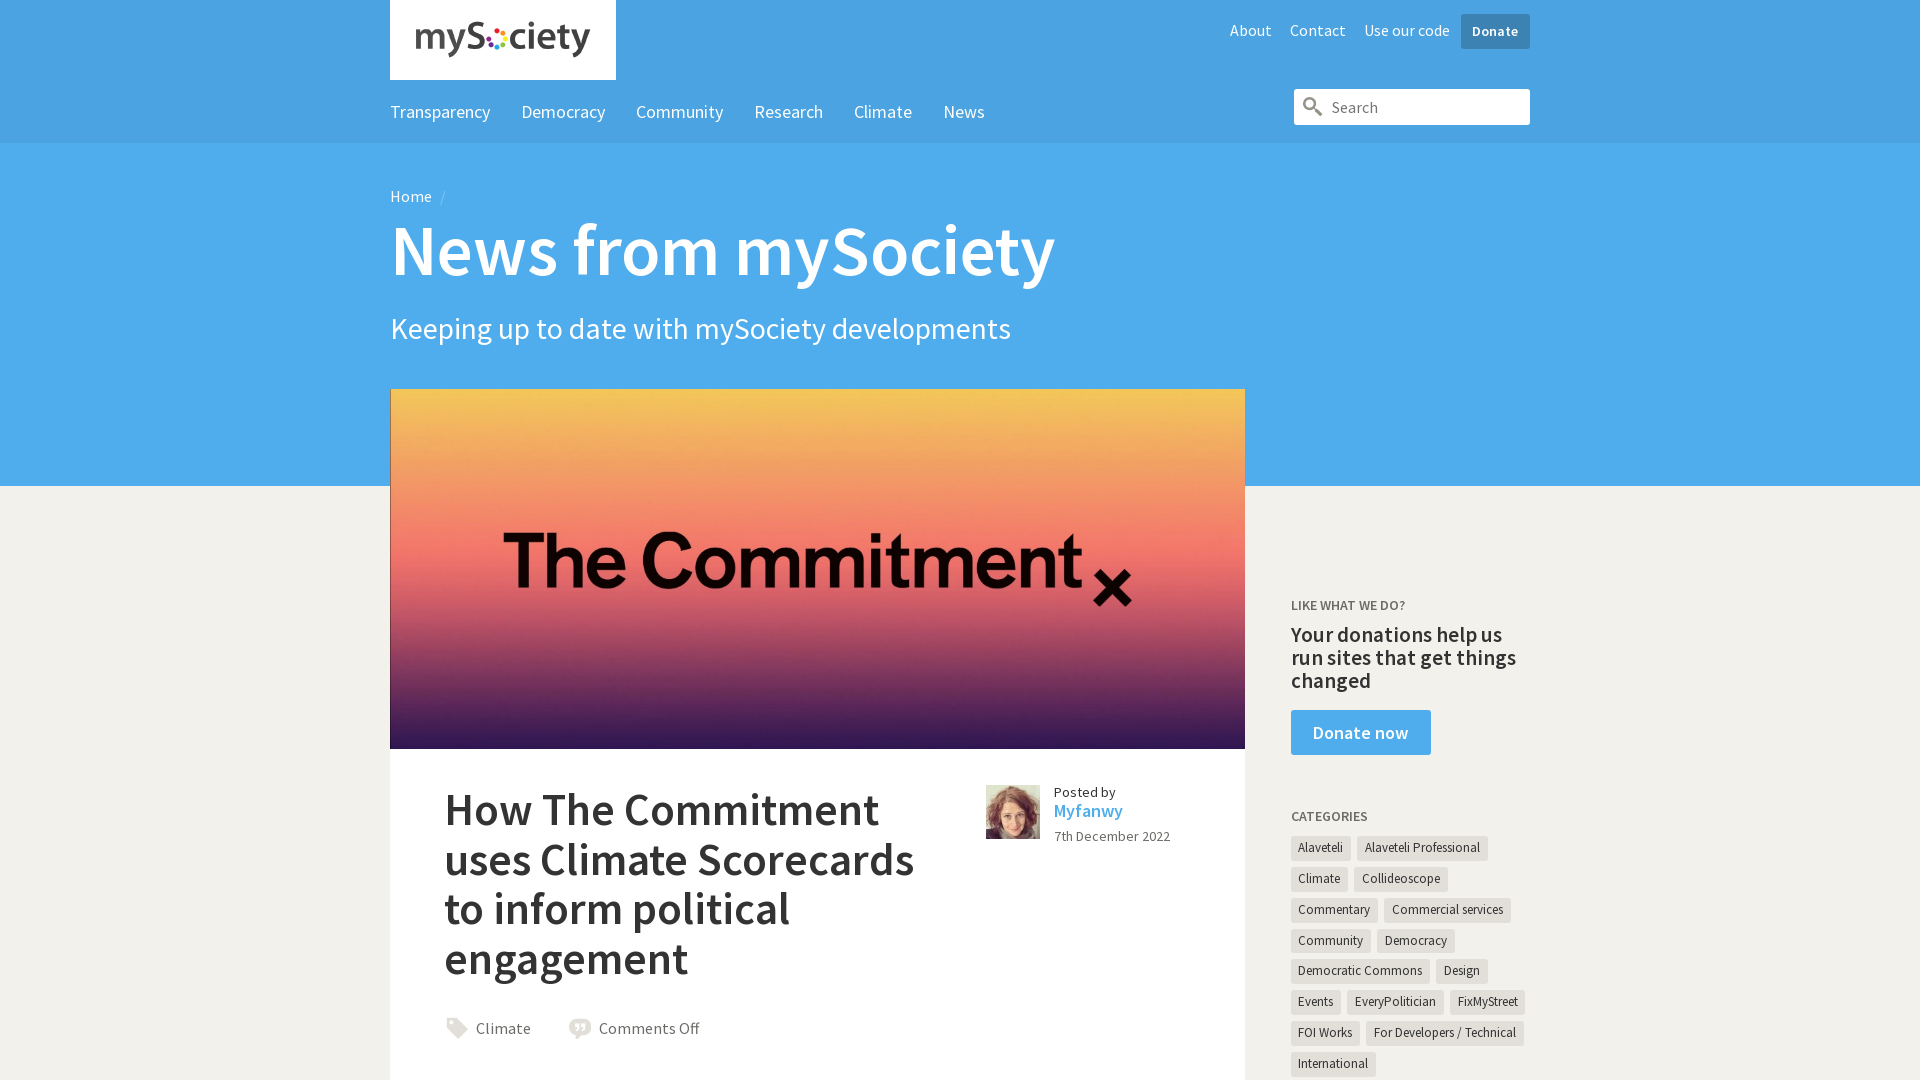 mySociety
About Contact Use our code Donate
Transparency Democracy Community Research Climate News
Search
Home /
News from mySociety
Keeping up to date with mySociety developments
The Commitment x
How The Commitment
uses Climate Scorecards
to inform political
engagement
Posted by
Myfanwy
7th December 2022
Climate Comments Off
LIKE WHAT WE DO?
Your donations help us
run sites that get things
changed
Donate now
CATEGORIES
Alaveteli Alaveteli Professional
Climate Collideoscope
Commentary Commercial services
Community Democracy
Democratic Commons Design
Events EveryPolitician FixMyStreet
FOI Works For Developers / Technical
International